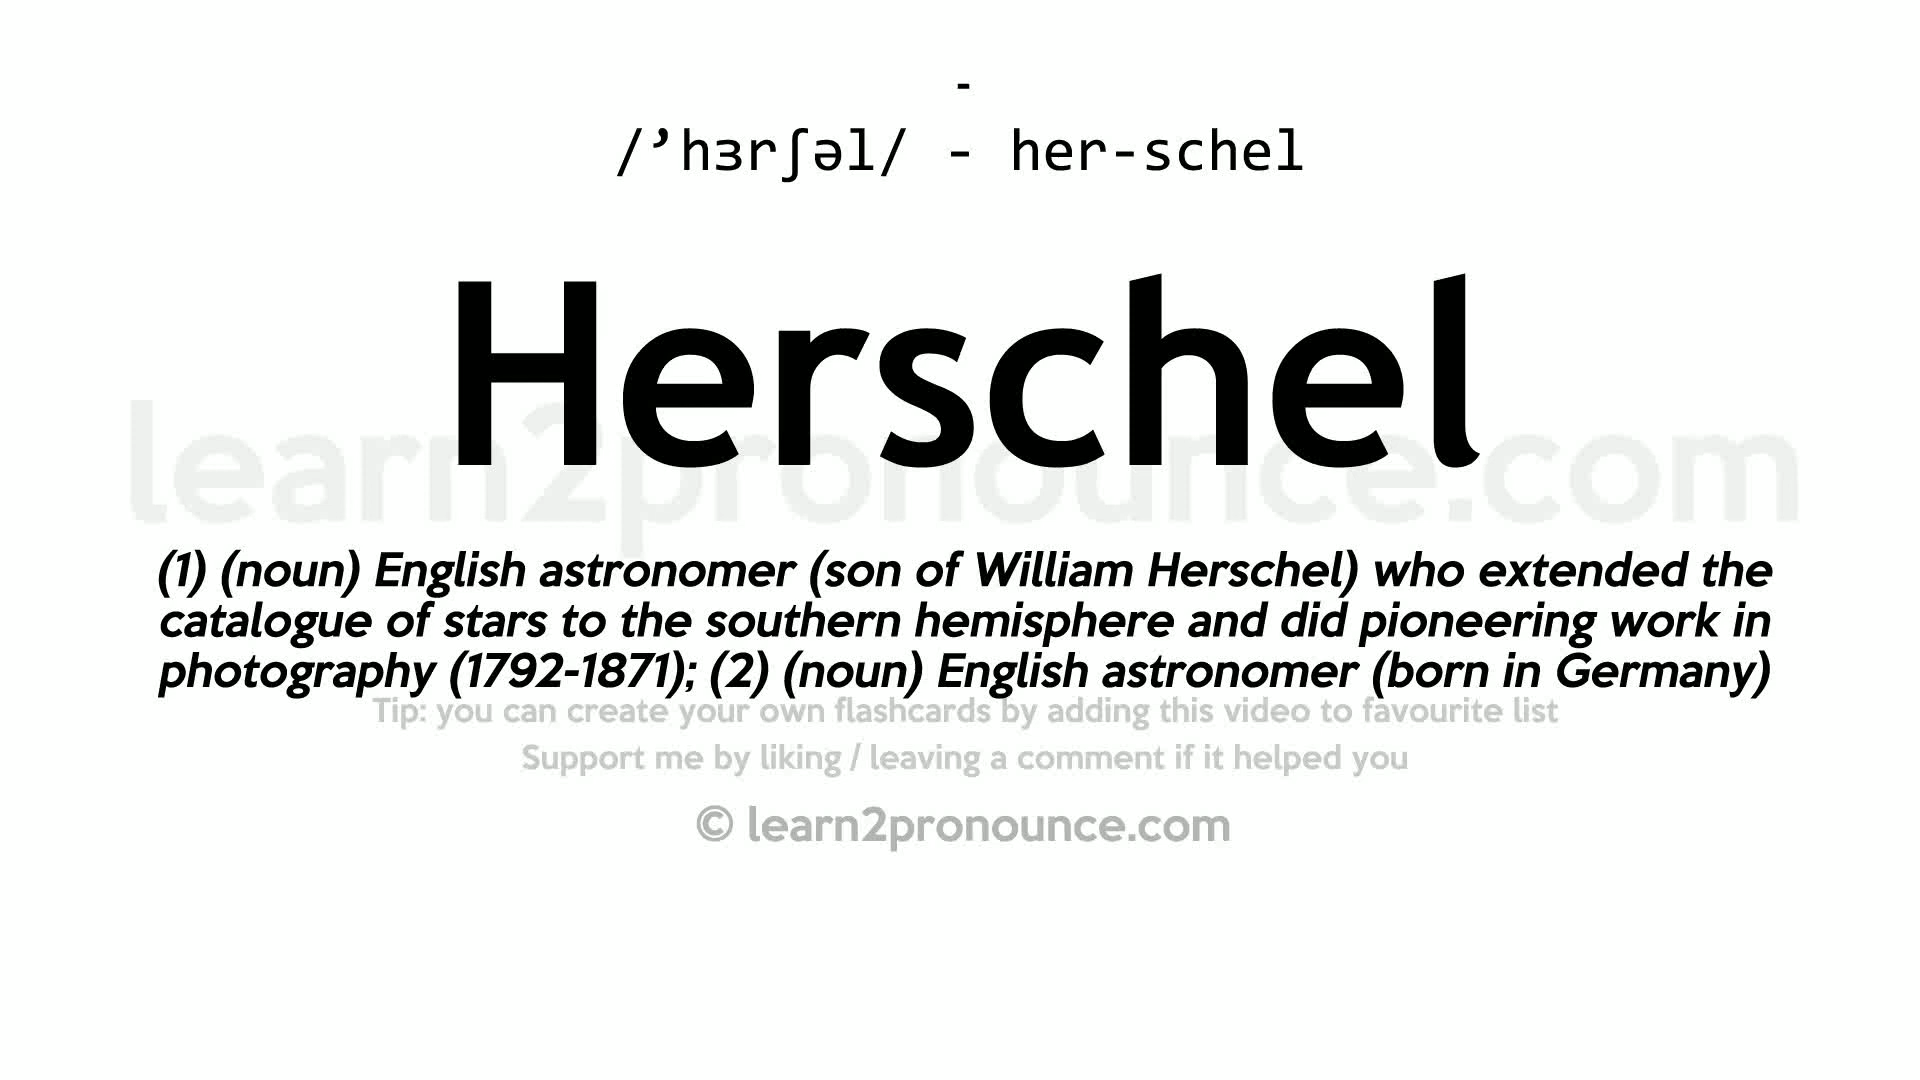 -
/’hɜrʃəl/ - her-schel
Herschel
learn2pronounce.com
(1) (noun) English astronomer (son of William Herschel) who extended the
catalogue of stars to the southern hemisphere and did pioneering work in
photography (1792-1871); (2) (noun) English astronomer (born in Germany)
Tip: you can create your own flashcards by adding this video to favourite list
Support me by liking / leaving a comment if it helped you
© learn2pronounce.com